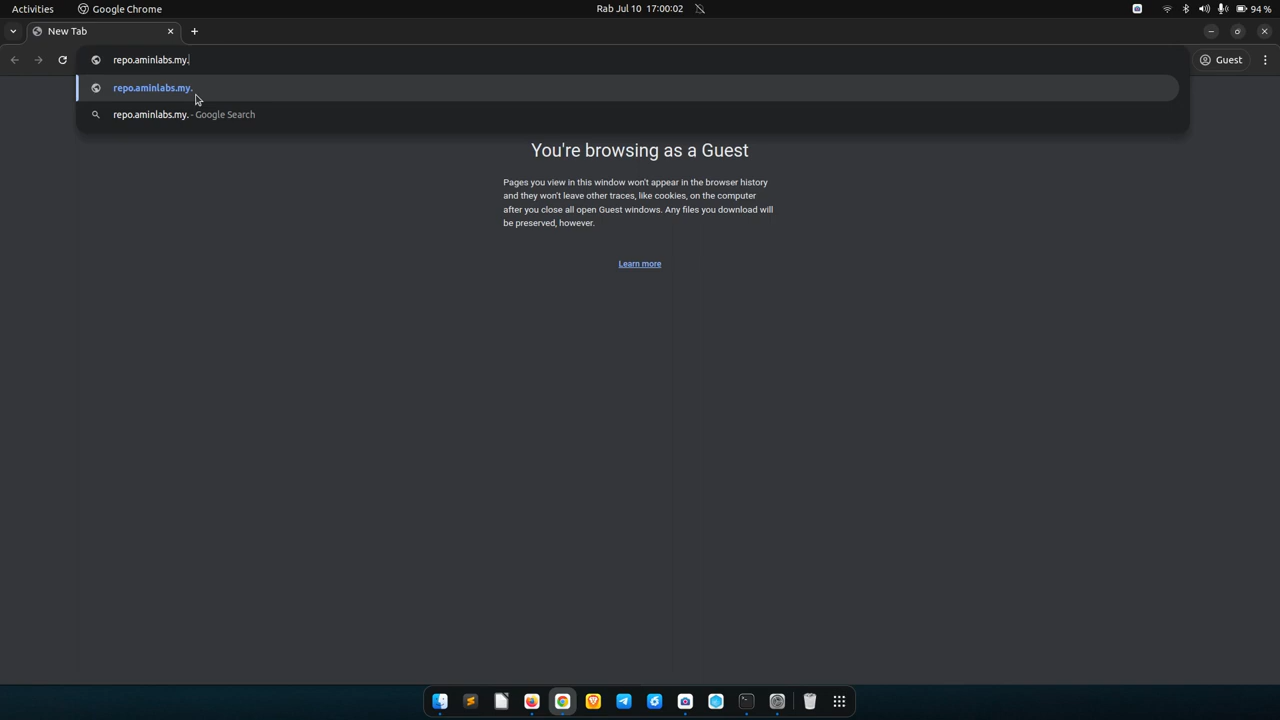 Activities
Google Chrome
Rab Jul 10 17:00:02
94 %
New Tab
repo.aminlabs.my.
Guest
repo.aminlabs.my.
repo.aminlabs.my. - Google Search
You're browsing as a Guest
Pages you view in this window won't appear in the browser history
and they won't leave other traces, like cookies, on the computer
after you close all open Guest windows. Any files you download will
be preserved, however.
Learn more